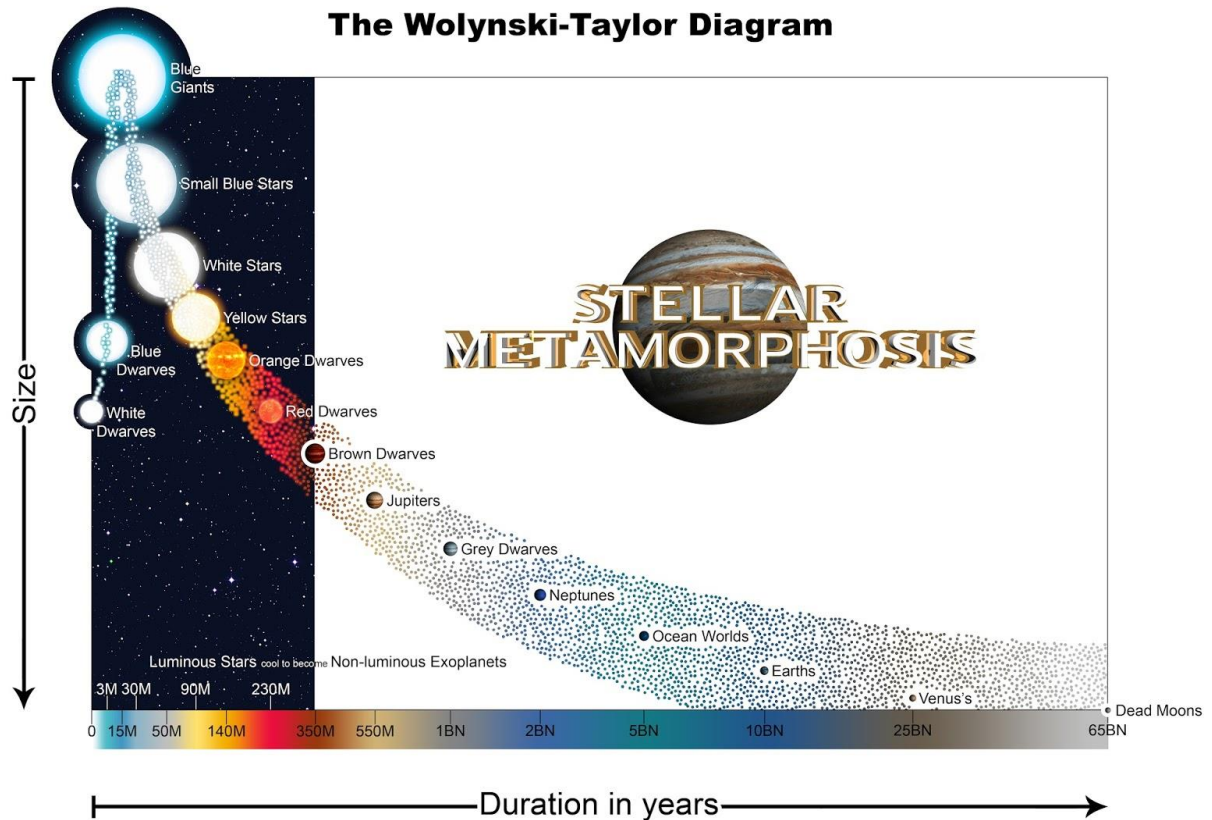 The Wolynski-Taylor Diagram
Blue
Giants
Small Blue Stars
White Stars
Yellow Stars
.Blue
Dwarves
Orange Dwarves
White
Dwarves
Red Dwarves
Brown Dwarves
Jupiters
Grey Dwarves
Neptunes
Ocean Worlds
Earths
Venus's
Dead Moons
STELLAR
METAMORPHOSIS
Size
Luminous Stars cool to become Non-luminous Exoplanets
3M 30M 90M 230M
0 15M 50M 140M 350M 550M 1BN 2BN 5BN 10BN 25BN 65BN
Duration in years